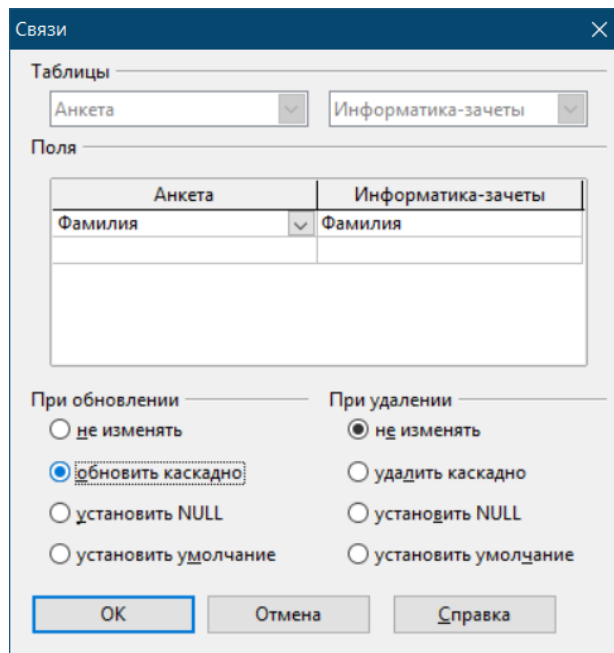 Связи
Таблицы
Анкета Информатика-зачеты
Поля
Анкета Информатика-зачеты
Фамилия Фамилия
При обновлении При удалении
не изменять не изменять
обновить каскадно удалить каскадно
установить NULL установить NULL
установить умолчание установить умолчание
ОК Отмена Справка